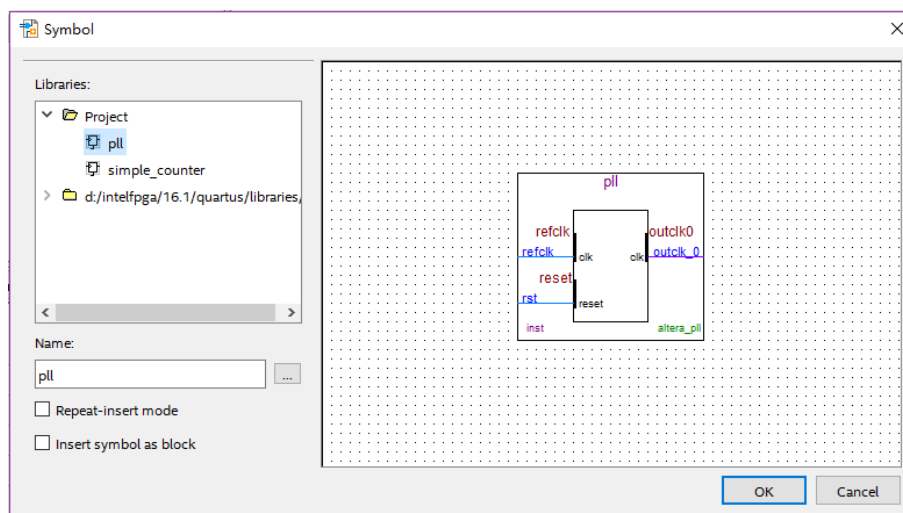 Symbol
Libraries:
Project
pll
simple_counter
d:/intelfpga/16.1/quartus/libraries/
Name:
pll
...
Repeat-insert mode
Insert symbol as block
pll
refclk
outclk0
refclk
clk
clk
outclk_0
reset
rst
reset
inst
altera_pll
OK
Cancel